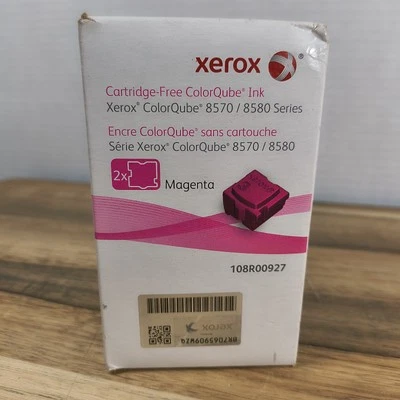 xerox
Cartridge-Free ColorQube® Ink
Xerox® ColorQube® 8570 / 8580 Series
Encre ColorQube® sans cartouche
Série Xerox® ColorQube® 8570 / 8580
2x
Magenta
108R00927
xerox